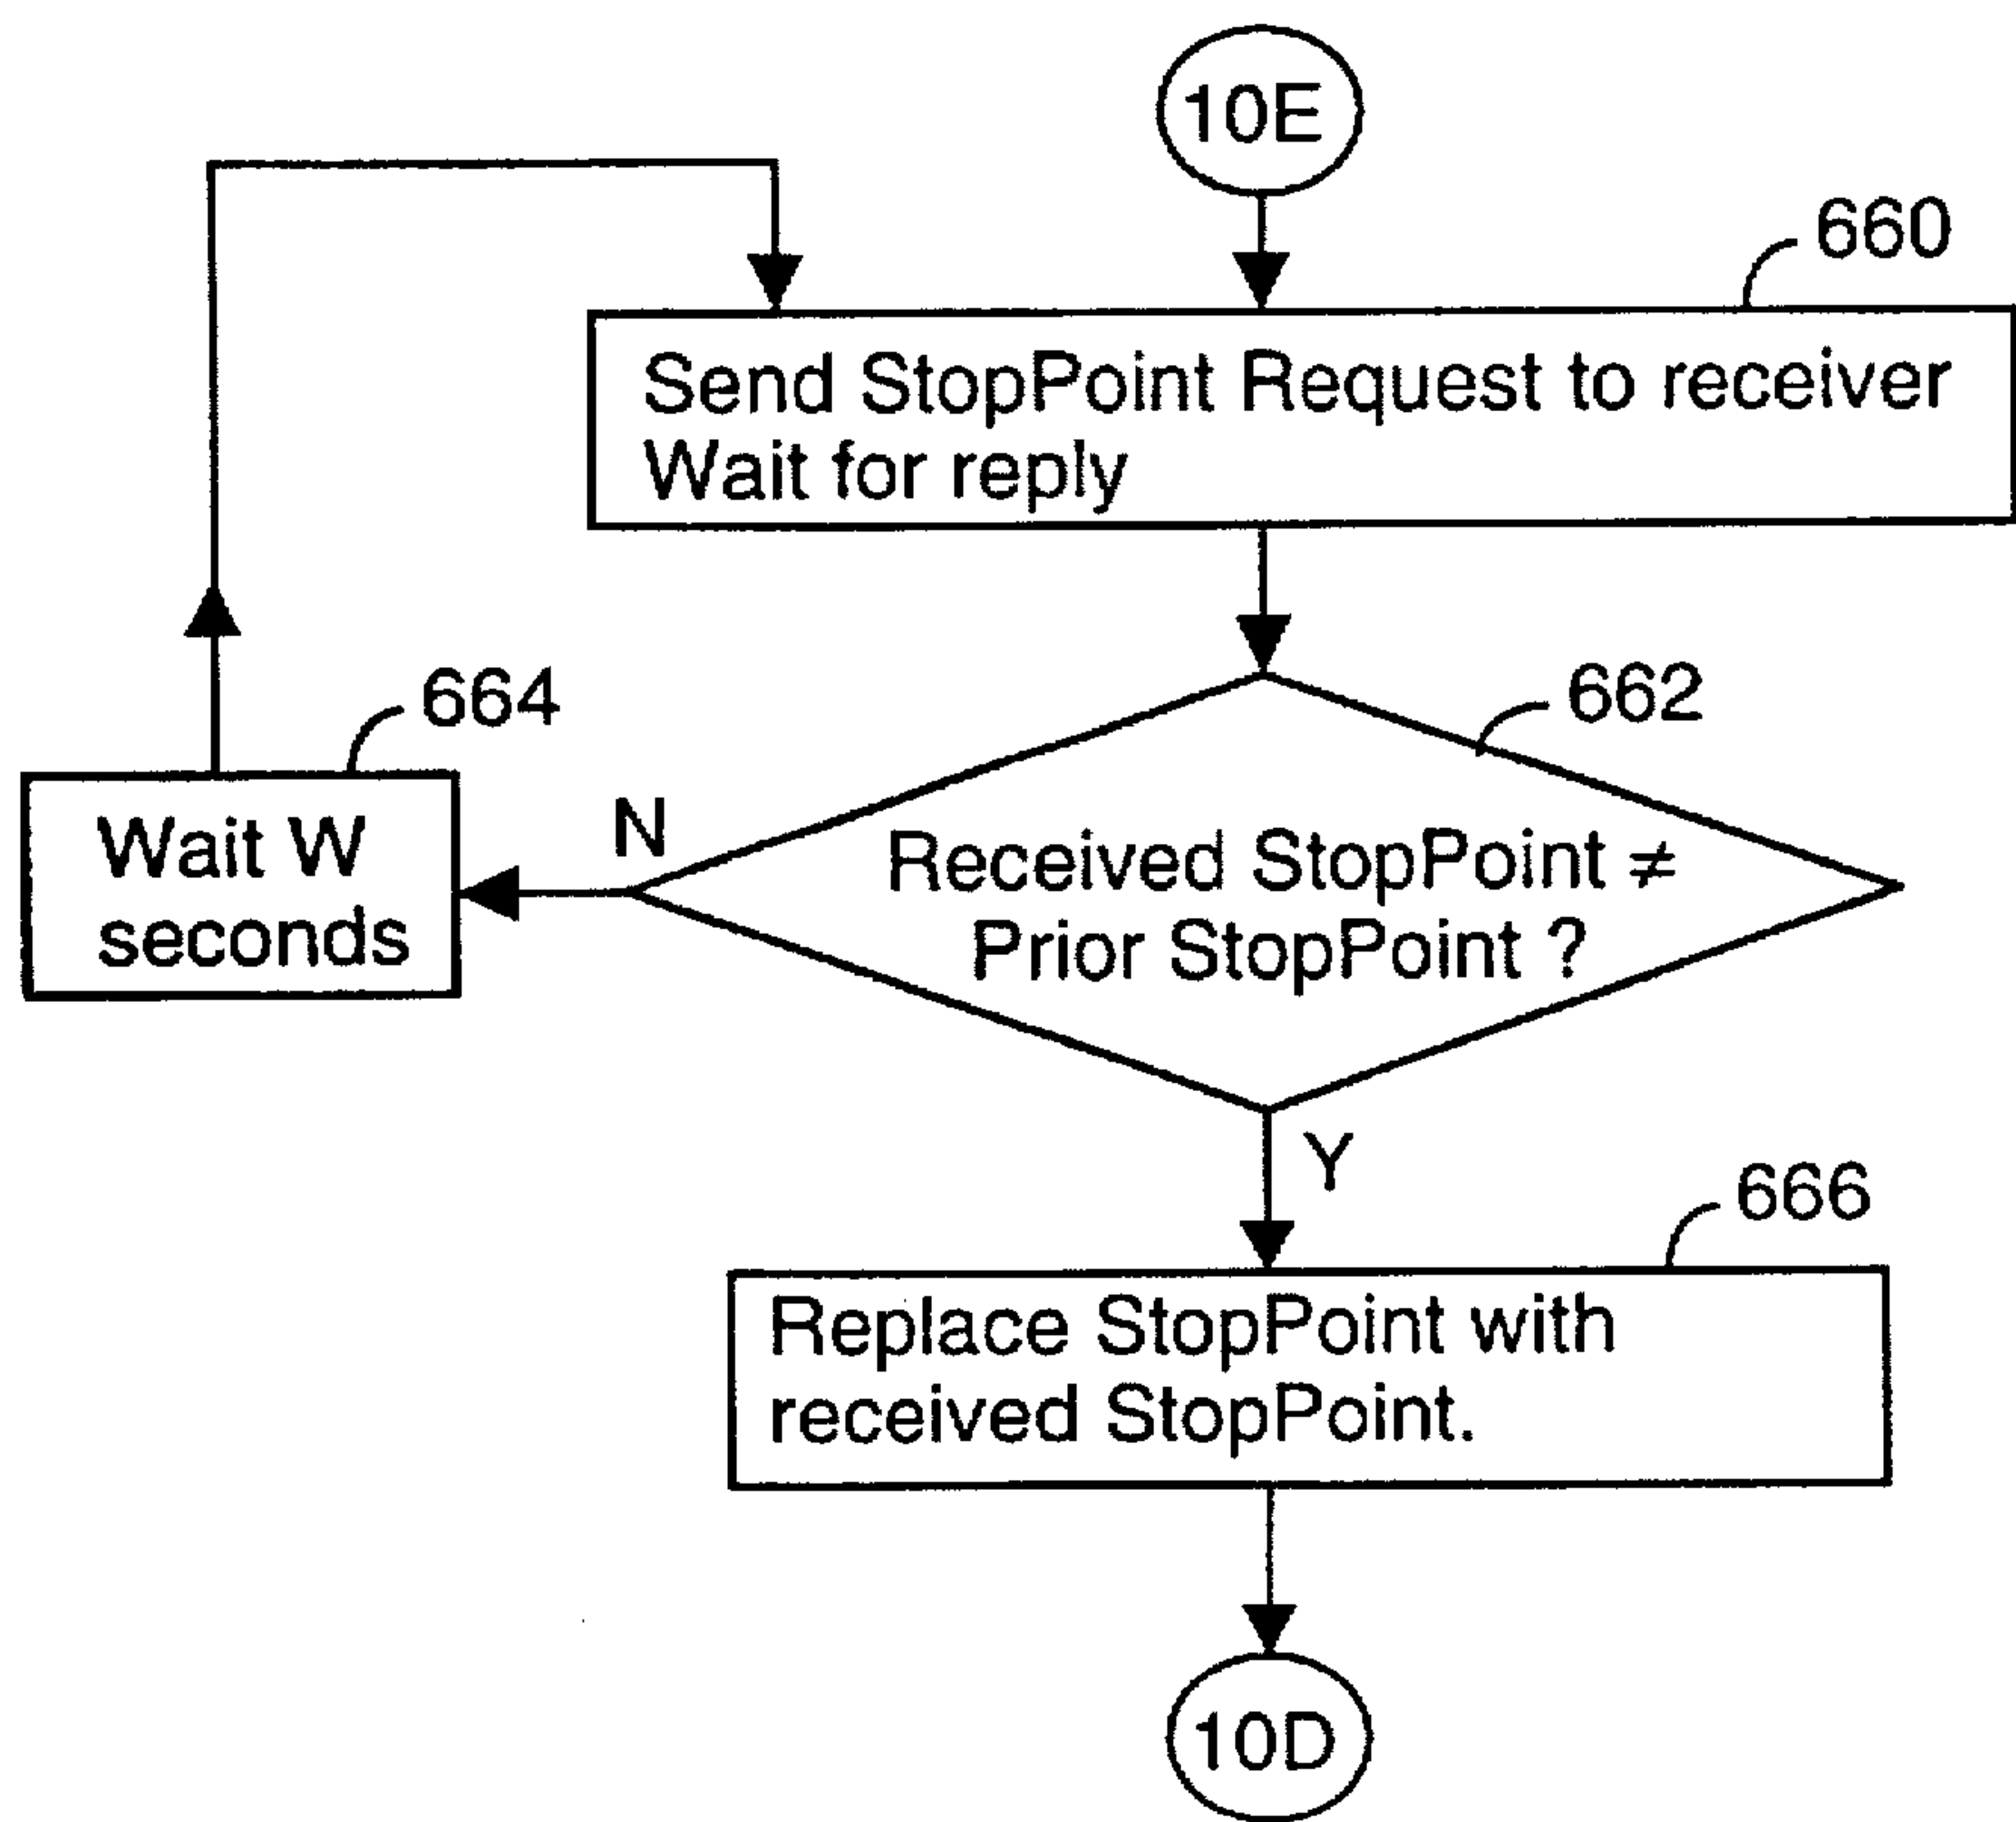 10E
660
Send StopPoint Request to receiver
Wait for reply
664
662
N
Wait W
seconds
Received StopPoint ≠
Prior StopPoint ?
Y
666
Replace StopPoint with
received StopPoint.
10D